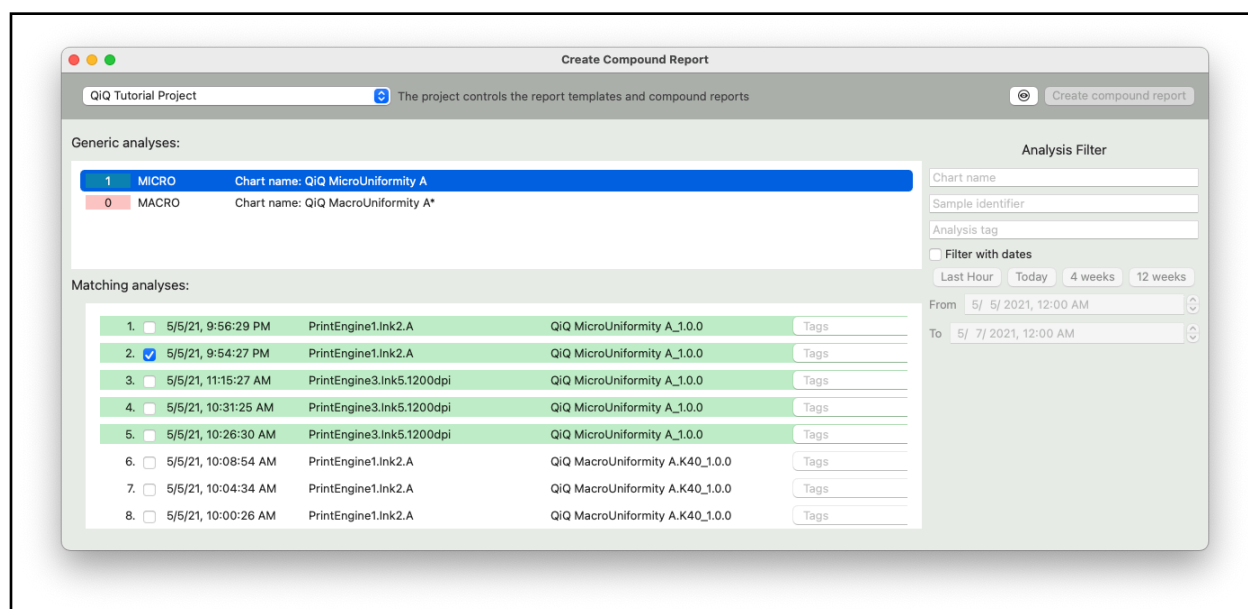 Create Compound Report
QiQ Tutorial Project The project controls the report templates and compound reports Create compound report
Generic analyses:
Analysis Filter
1 MICRO Chart name: QiQ MicroUniformity A
Chart name
0 MACRO Chart name: QiQ MacroUniformity A*
Sample identifier
Analysis tag
Filter with dates
Last Hour Today 4 weeks 12 weeks
Matching analyses:
From 5/ 5/ 2021, 12:00 AM
1. 5/5/21, 9:56:29 PM PrintEngine1.Ink2.A QiQ MicroUniformity A_1.0.0 Tags
To 5/ 7/ 2021, 12:00 AM
2. 5/5/21, 9:54:27 PM PrintEngine1.Ink2.A QiQ MicroUniformity A_1.0.0 Tags
3. 5/5/21, 11:15:27 AM PrintEngine3.Ink5.1200dpi QiQ MicroUniformity A_1.0.0 Tags
4. 5/5/21, 10:31:25 AM PrintEngine3.Ink5.1200dpi QiQ MicroUniformity A_1.0.0 Tags
5. 5/5/21, 10:26:30 AM PrintEngine3.Ink5.1200dpi QiQ MicroUniformity A_1.0.0 Tags
6. 5/5/21, 10:08:54 AM PrintEngine1.Ink2.A QiQ MacroUniformity A.K40_1.0.0 Tags
7. 5/5/21, 10:04:34 AM PrintEngine1.Ink2.A QiQ MacroUniformity A.K40_1.0.0 Tags
8. 5/5/21, 10:00:26 AM PrintEngine1.Ink2.A QiQ MacroUniformity A.K40_1.0.0 Tags